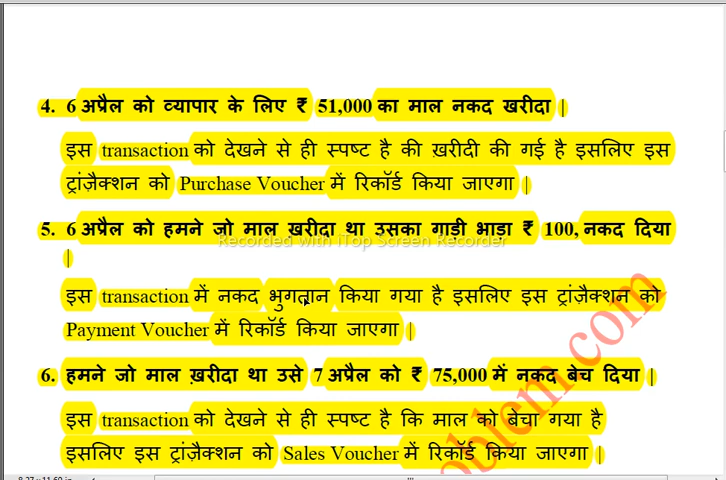 4. 6 अप्रैल को व्यापार के लिए ₹ 51,000 का माल नकद खरीदा |
इस transaction को देखने से ही स्पष्ट है की ख़रीदी की गई है इसलिए इस
ट्रांज़ैक्शन को Purchase Voucher में रिकॉर्ड किया जाएगा |
5. 6 अप्रैल को हमने जो माल ख़रीदा था उसका गाडी भाड़ा ₹ 100, नकद दिया
|
Recorded with iTop Screen Recorder
इस transaction में नकद भुगतान किया गया है इसलिए इस ट्रांज़ैक्शन को
Payment Voucher में रिकॉर्ड किया जाएगा |
6. हमने जो माल ख़रीदा था उसे 7 अप्रैल को ₹ 75,000 में नकद बेच दिया |
इस transaction को देखने से ही स्पष्ट है कि माल को बेचा गया है
इसलिए इस ट्रांज़ैक्शन को Sales Voucher में रिकॉर्ड किया जाएगा |
oblem.com